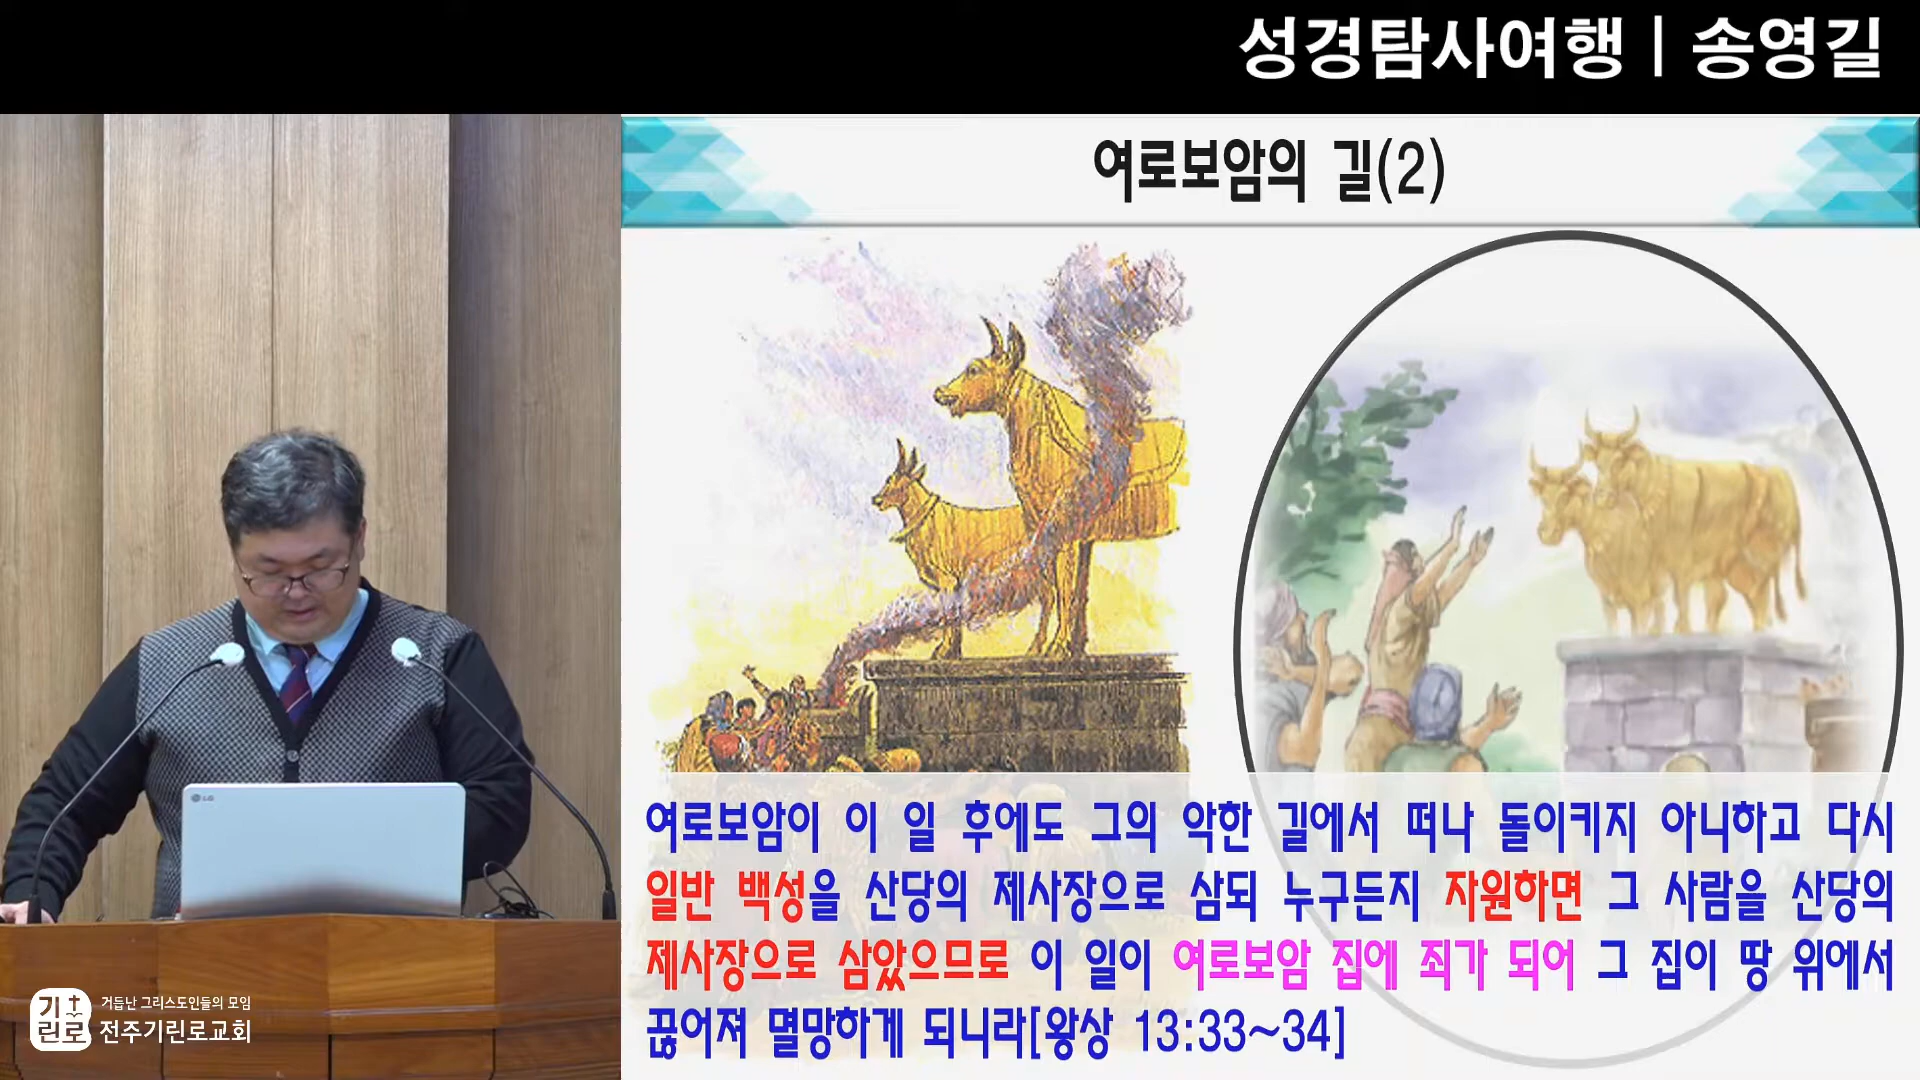 성경탐사여행 | 송영길
여로보암의 길(2)
여로보암이 이 일 후에도 그의 악한 길에서 떠나 돌이키지 아니하고 다시
일반 백성을 산당의 제사장으로 삼되 누구든지 자원하면 그 사람을 산당의
제사장으로 삼았으므로 이 일이 여로보암 집에 죄가 되어 그 집이 땅 위에서
끊어져 멸망하게 되니라[왕상 13:33~34]
LG
기린로
거듭난 그리스도인들의 모임
전주기린로교회